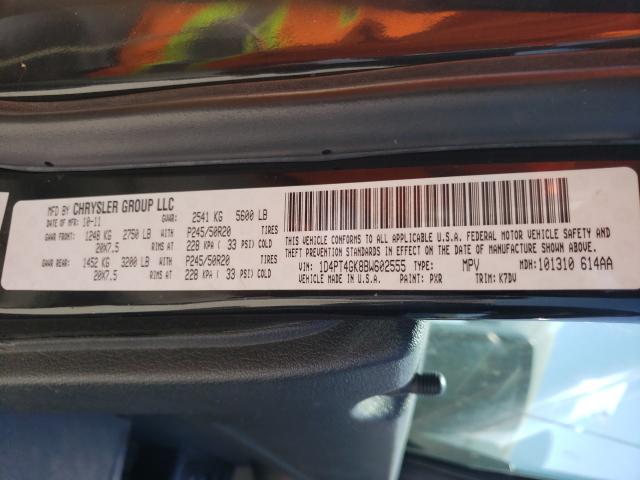 MFD BY CHRYSLER GROUP LLC
DATE OF MFR: 10-11 GVWR: 2541 KG 5600 LB
GAWR FRONT: 1248 KG 2750 LB WITH P245/50R20 TIRES
20X7.5 RIMS AT 228 KPA ( 33 PSI) COLD
GAWR REAR: 1452 KG 3200 LB WITH P245/50R20 TIRES
20X7.5 RIMS AT 228 KPA ( 33 PSI) COLD
THIS VEHICLE CONFORMS TO ALL APPLICABLE U.S.A. FEDERAL MOTOR VEHICLE SAFETY AND
THEFT PREVENTION STANDARDS IN EFFECT ON THE DATE OF MANUFACTURE SHOWN ABOVE.
VIN: 1D4PT4GK8BW602555 TYPE: MPV MDH: 101310 614AA
VEHICLE MADE IN U.S.A. PAINT: PXR TRIM: K7DV